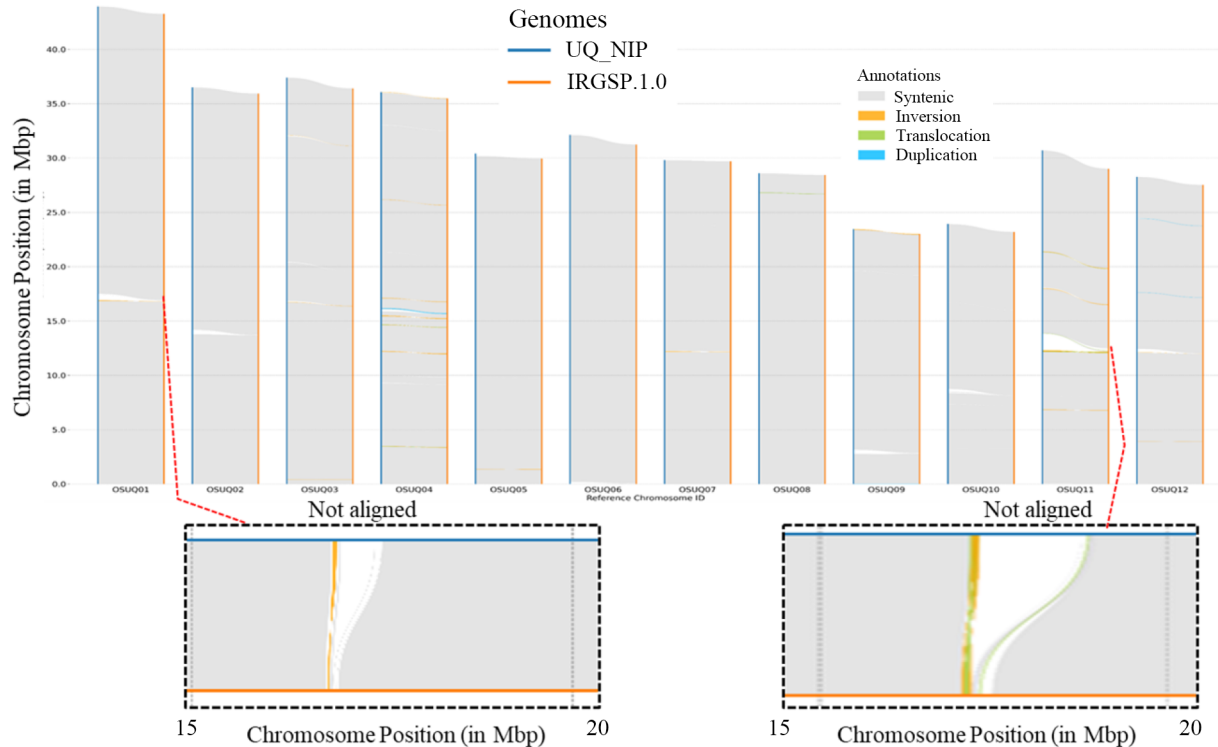 Genomes
UQ_NIP
IRGSP.1.0
Annotations
Syntenic
Inversion
Translocation
Duplication
Chromosome Position (in Mbp)
40.0
35.0
30.0
25.0
20.0
15.0
10.0
5.0
0.0
OSUQ01 OSUQ02 OSUQ03 OSUQ04 OSUQ05 OSUQ06 OSUQ07 OSUQ08 OSUQ09 OSUQ10 OSUQ11 OSUQ12
Reference Chromosome ID
Not aligned
Not aligned
15 20
Chromosome Position (in Mbp)
15 20
Chromosome Position (in Mbp)